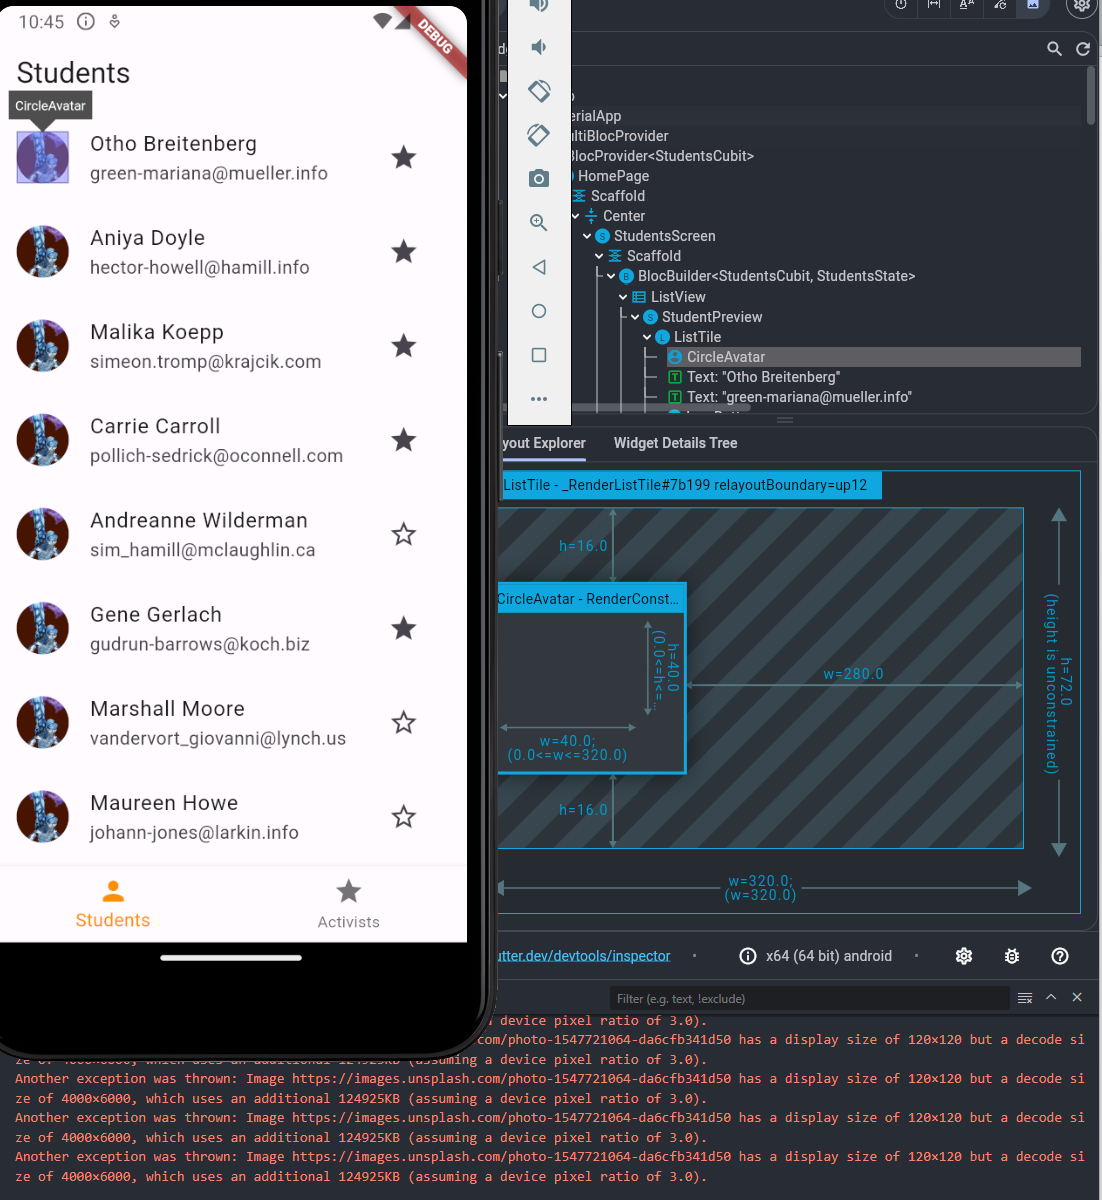 10:45
DEBUG
Students
CircleAvatar
Otho Breitenberg
green-mariana@mueller.info
Aniya Doyle
hector-howell@hamill.info
Malika Koepp
simeon.tromp@krajcik.com
Carrie Carroll
pollich-sedrick@oconnell.com
Andreanne Wilderman
sim_hamill@mclaughlin.ca
Gene Gerlach
gudrun-barrows@koch.biz
Marshall Moore
vandervort_giovanni@lynch.us
Maureen Howe
johann-jones@larkin.info
Students
Activists
erialApp
ltiBlocProvider
BlocProvider<StudentsCubit>
HomePage
Scaffold
Center
StudentsScreen
Scaffold
BlocBuilder<StudentsCubit, StudentsState>
ListView
StudentPreview
ListTile
CircleAvatar
Text: "Otho Breitenberg"
Text: "green-mariana@mueller.info"
yout Explorer
Widget Details Tree
ListTile - _RenderListTile#7b199 relayoutBoundary=up12
h=16.0
CircleAvatar - RenderConst...
h=40.0
(0.0<=h<=...
w=40.0;
(0.0<=w<=320.0)
w=280.0
h=16.0
h=72.0
(height is unconstrained)
w=320.0;
(w=320.0)
utter.dev/devtools/inspector
x64 (64 bit) android
Filter (e.g. text, !exclude)
a device pixel ratio of 3.0).
com/photo-1547721064-da6cfb341d50 has a display size of 120×120 but a decode si
ze of 4000×6000, which uses an additional 124925KB (assuming a device pixel ratio of 3.0).
Another exception was thrown: Image https://images.unsplash.com/photo-1547721064-da6cfb341d50 has a display size of 120×120 but a decode si
ze of 4000×6000, which uses an additional 124925KB (assuming a device pixel ratio of 3.0).
Another exception was thrown: Image https://images.unsplash.com/photo-1547721064-da6cfb341d50 has a display size of 120×120 but a decode si
ze of 4000×6000, which uses an additional 124925KB (assuming a device pixel ratio of 3.0).
Another exception was thrown: Image https://images.unsplash.com/photo-1547721064-da6cfb341d50 has a display size of 120×120 but a decode si
ze of 4000×6000, which uses an additional 124925KB (assuming a device pixel ratio of 3.0).